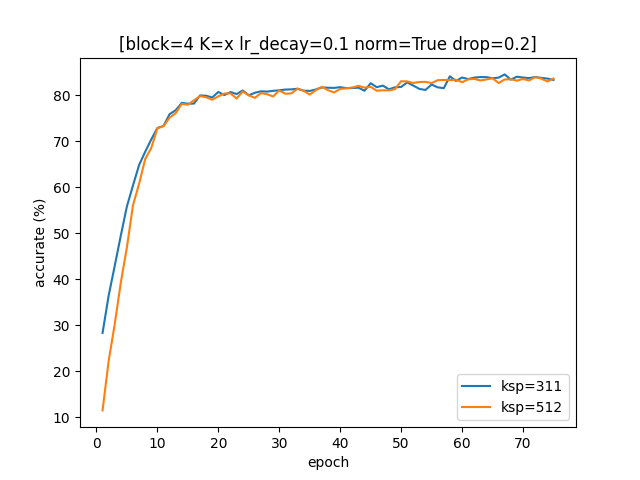 [block=4 K=x lr_decay=0.1 norm=True drop=0.2]
accurate (%)
80
70
60
50
40
30
20
10
0 10 20 30 40 50 60 70
epoch
ksp=311
ksp=512